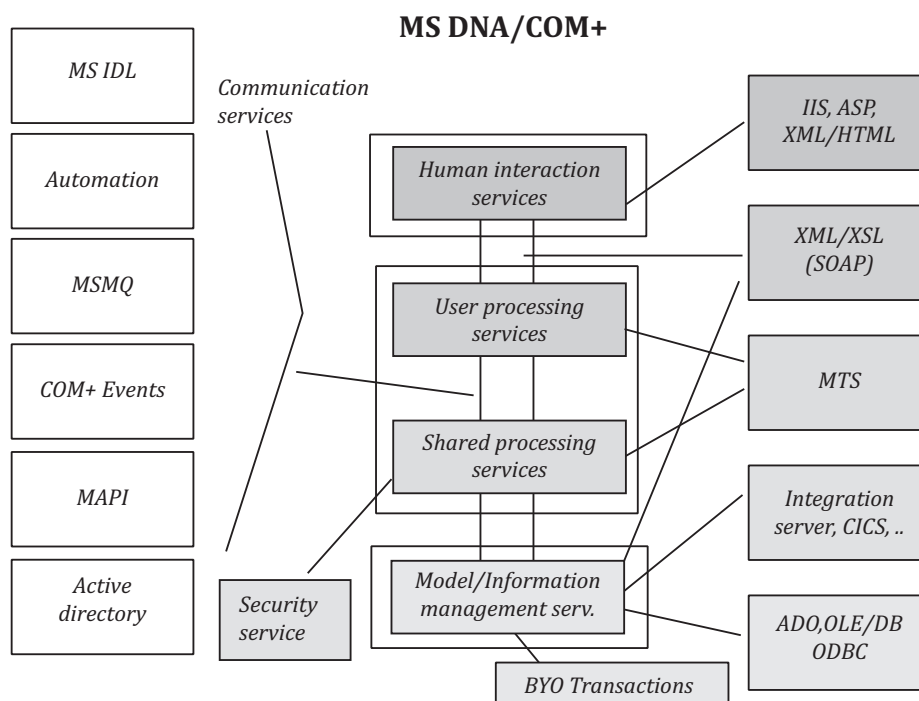 MS DNA/COM+
MS IDL
Automation
MSMQ
COM+ Events
MAPI
Active
directory
Communication
services
Security
service
Human interaction
services
User processing
services
Shared processing
services
Model/Information
management serv.
BYO Transactions
IIS, ASP,
XML/HTML
XML/XSL
(SOAP)
MTS
Integration
server, CICS, ..
ADO,OLE/DB
ODBC